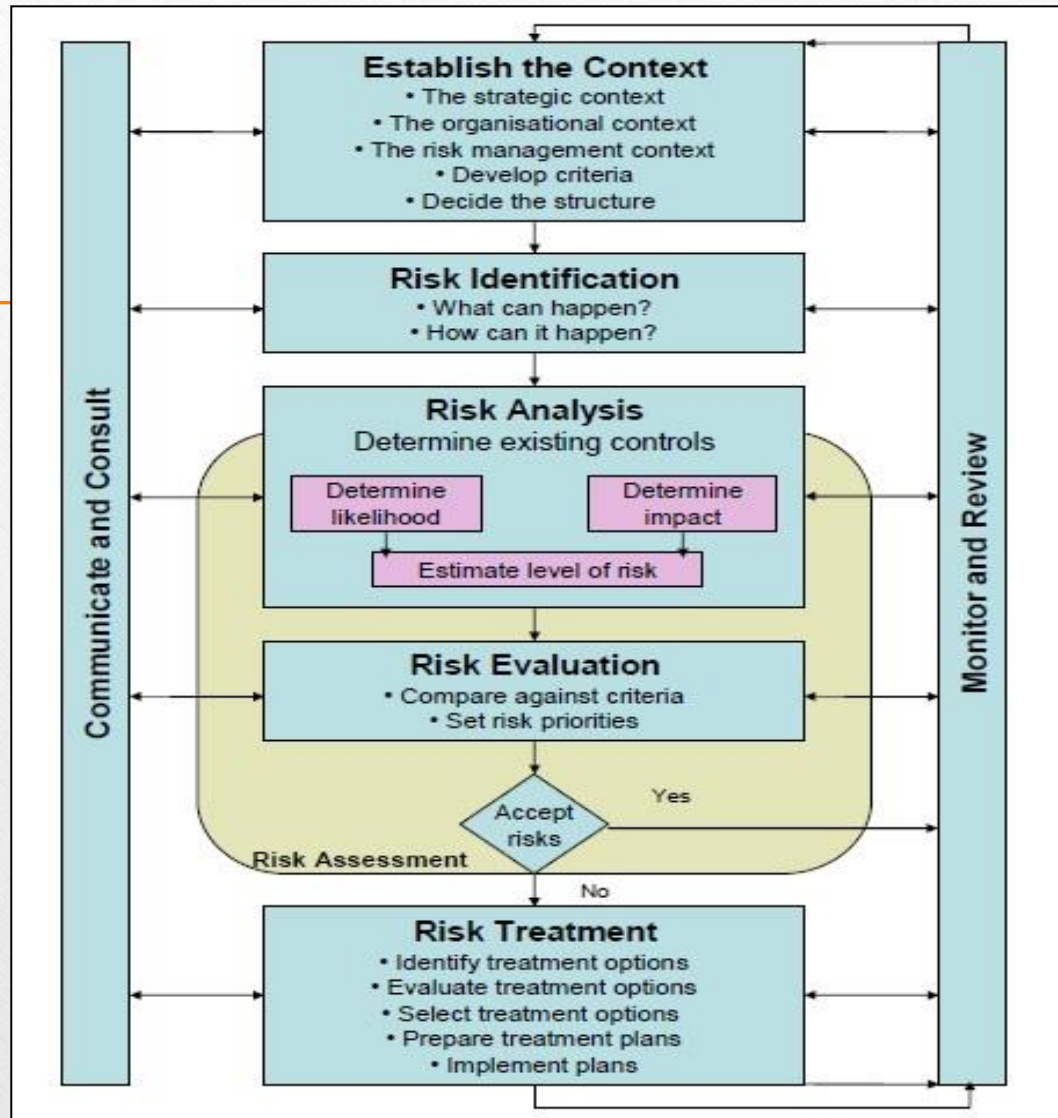 Establish the Context
• The strategic context
• The organisational context
• The risk management context
• Develop criteria
• Decide the structure
Risk Identification
• What can happen?
• How can it happen?
Risk Analysis
Determine existing controls
Determine
likelihood
Determine
impact
Estimate level of risk
Risk Evaluation
• Compare against criteria
• Set risk priorities
Accept
risks
Yes
Risk Assessment
No
Risk Treatment
• Identify treatment options
• Evaluate treatment options
• Select treatment options
• Prepare treatment plans
• Implement plans
Communicate and Consult
Monitor and Review